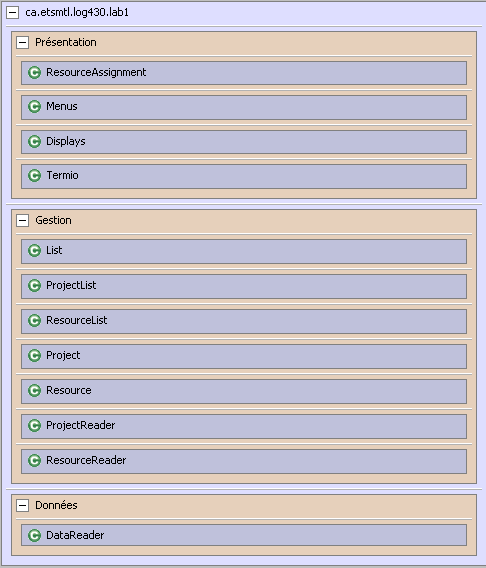 ca.etsmtl.log430.lab1
Présentation
ResourceAssignment
Menus
Displays
Termio
Gestion
List
ProjectList
ResourceList
Project
Resource
ProjectReader
ResourceReader
Données
DataReader